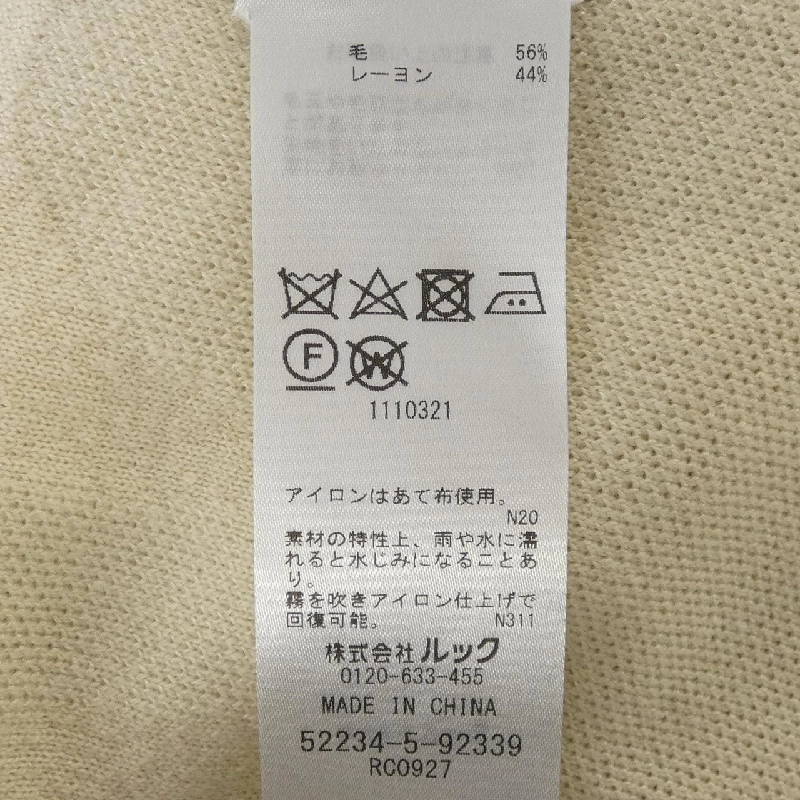 毛 56%
レーヨン 44%
F
W
1110321
アイロンはあて布使用。
N20
素材の特性上、雨や水に濡
れると水じみになることあ
り。
霧を吹きアイロン仕上げで
回復可能。 N311
株式会社 ルック
0120-633-455
MADE IN CHINA
52234-5-92339
RC0927